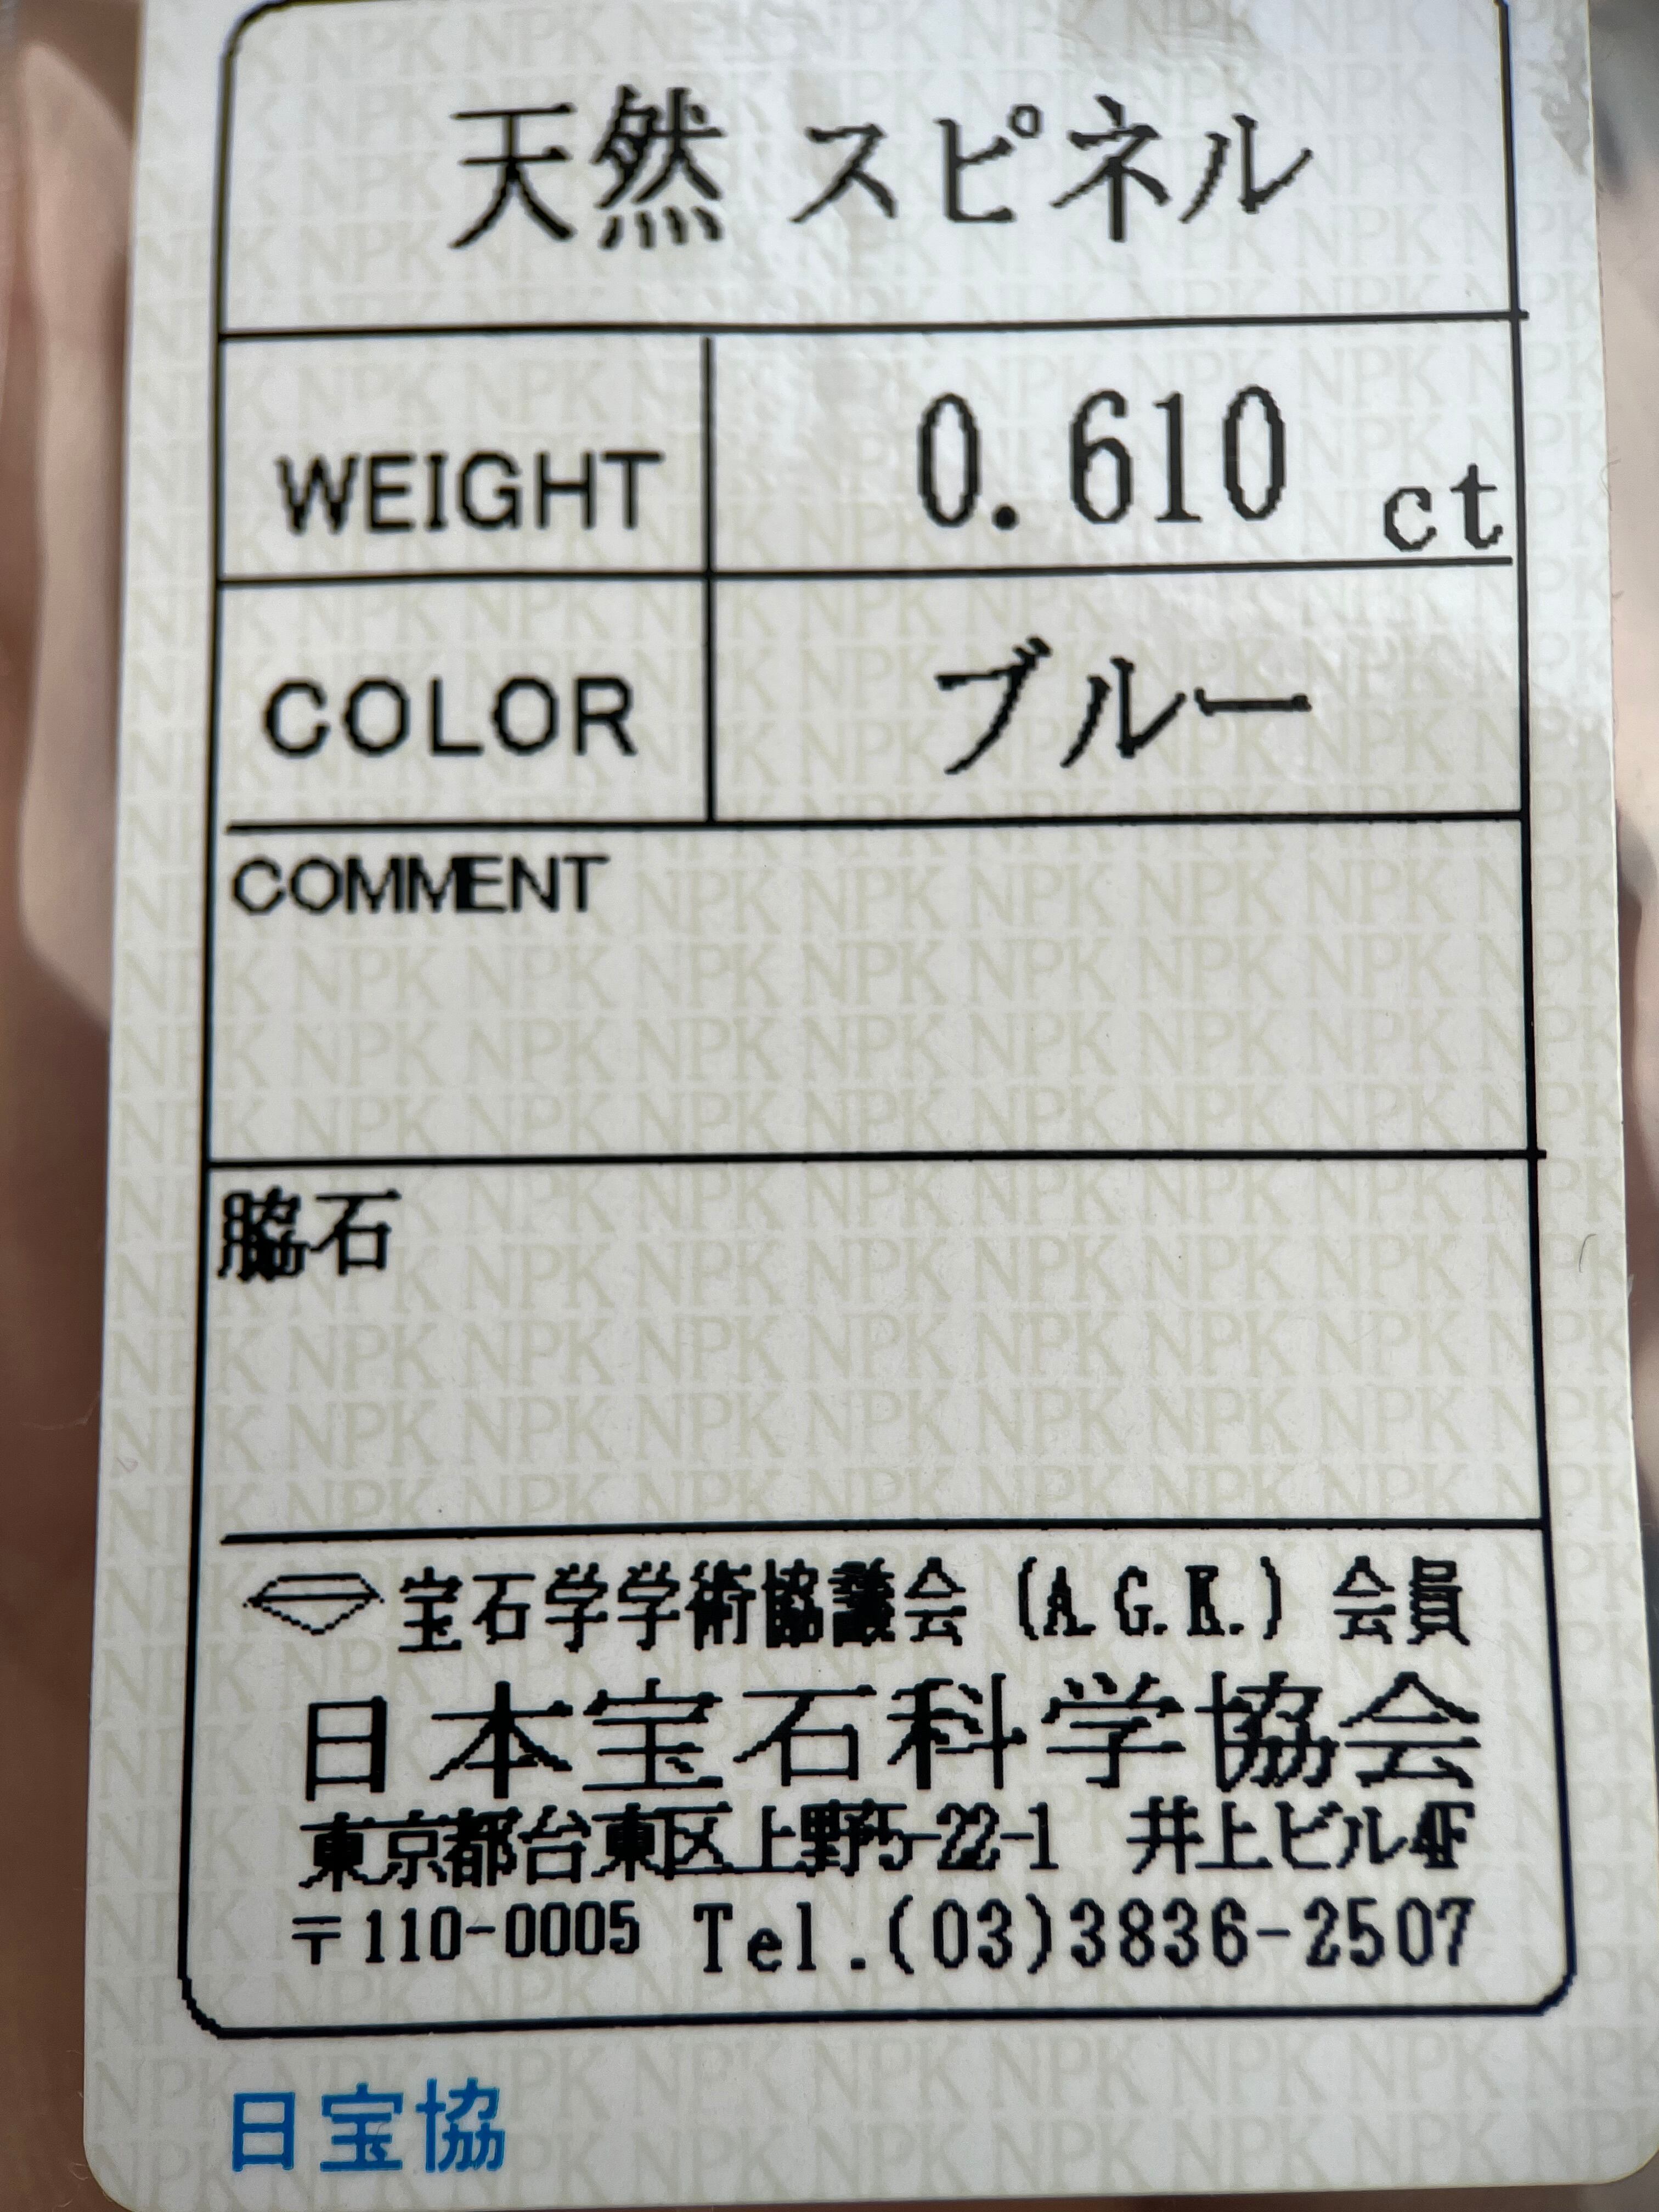 天然 スピネル
WEIGHT 0.610 ct
COLOR ブルー
COMMENT
脇石
宝石学学術協議会 (A.G.K.) 会員
日本宝石科学協会
東京都台東区上野5-22-1 井上ビル4F
〒110-0005 Tel.(03)3836-2507
日宝協